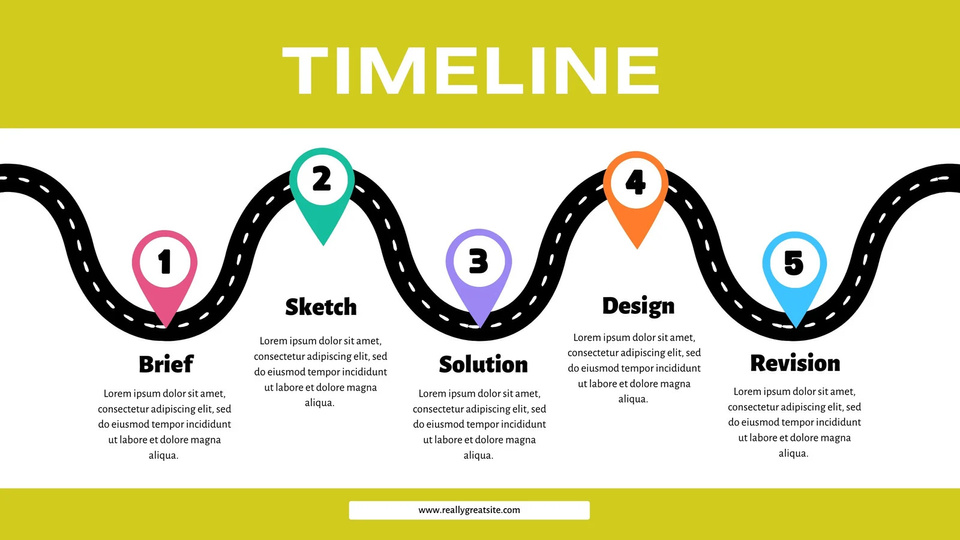 TIMELINE
1
Brief
Lorem ipsum dolor sit amet,
consectetur adipiscing elit, sed
do eiusmod tempor incididunt
ut labore et dolore magna
aliqua.
2
Sketch
Lorem ipsum dolor sit amet,
consectetur adipiscing elit, sed
do eiusmod tempor incididunt
ut labore et dolore magna
aliqua.
3
Solution
Lorem ipsum dolor sit amet,
consectetur adipiscing elit, sed
do eiusmod tempor incididunt
ut labore et dolore magna
aliqua.
4
Design
Lorem ipsum dolor sit amet,
consectetur adipiscing elit, sed
do eiusmod tempor incididunt
ut labore et dolore magna
aliqua.
5
Revision
Lorem ipsum dolor sit amet,
consectetur adipiscing elit, sed
do eiusmod tempor incididunt
ut labore et dolore magna
aliqua.
www.reallygreatsite.com